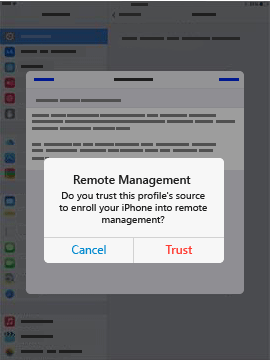 Remote Management
Do you trust this profile's source
to enroll your iPhone into remote
management?
Cancel
Trust